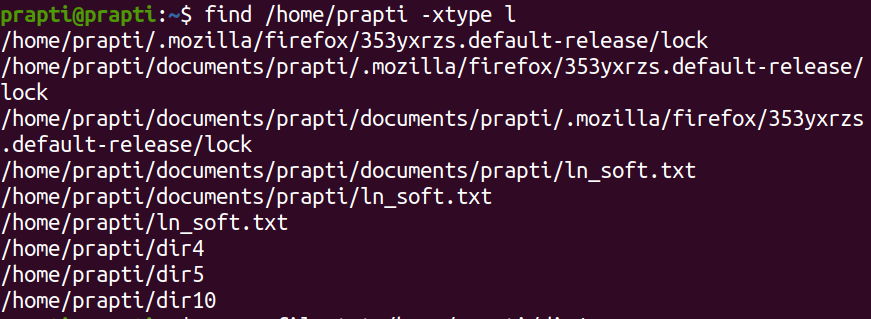 prapti@prapti:~$ find /home/prapti -xtype l
/home/prapti/.mozilla/firefox/353yxrzs.default-release/lock
/home/prapti/documents/prapti/.mozilla/firefox/353yxrzs.default-release/
lock
/home/prapti/documents/prapti/documents/prapti/.mozilla/firefox/353yxrzs
.default-release/lock
/home/prapti/documents/prapti/documents/prapti/ln_soft.txt
/home/prapti/documents/prapti/ln_soft.txt
/home/prapti/ln_soft.txt
/home/prapti/dir4
/home/prapti/dir5
/home/prapti/dir10